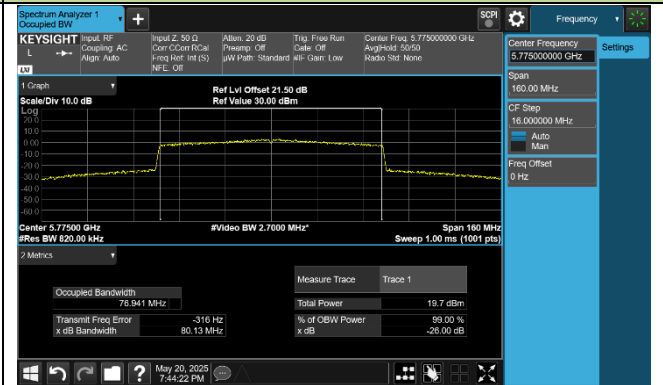 Spectrum Analyzer 1
Occupied BW
SCPI
Frequency
KEYSIGHT
L
LXI
Input: RF
Coupling: AC
Align: Auto
Input Z: 50 Ω
Corr CCorr RCal
Freq Ref: Int (S)
NFE: Off
Atten: 20 dB
Preamp: Off
µW Path: Standard
Trig: Free Run
Gate: Off
#IF Gain: Low
Center Freq: 5.775000000 GHz
Avg|Hold: 50/50
Radio Std: None
Center Frequency
5.775000000 GHz
Settings
Span
160.00 MHz
CF Step
16.000000 MHz
Auto
Man
Freq Offset
0 Hz
1 Graph
Scale/Div 10.0 dB
Ref Lvl Offset 21.50 dB
Ref Value 30.00 dBm
Log
20.0
10.0
0.00
-10.0
-20.0
-30.0
-40.0
-50.0
-60.0
Center 5.77500 GHz
#Video BW 2.7000 MHz*
Span 160 MHz
#Res BW 820.00 kHz
Sweep 1.00 ms (1001 pts)
2 Metrics
Measure Trace
Trace 1
Occupied Bandwidth
76.941 MHz
Total Power
19.7 dBm
Transmit Freq Error
-316 Hz
% of OBW Power
99.00 %
x dB Bandwidth
80.13 MHz
x dB
-26.00 dB
May 20, 2025
7:44:22 PM